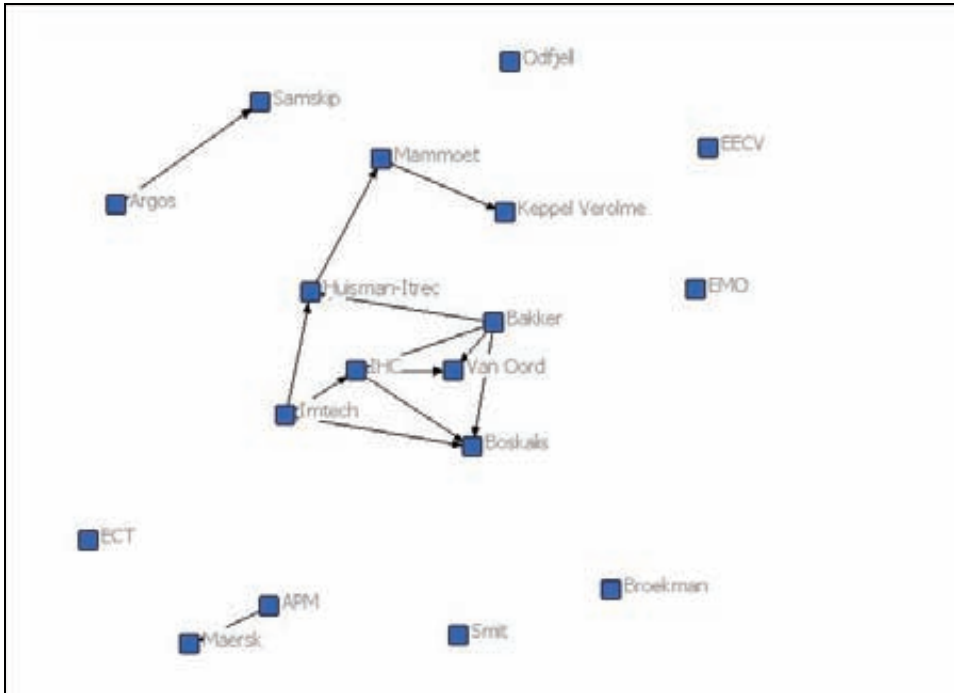 Odfjell
Samskip
EECV
Mammoet
Argos
Keppel Verolme
Huisman-Itrec
EMO
Bakker
IHC
Van Oord
Imtech
Boskalis
ECT
Broekman
APM
Smit
Maersk